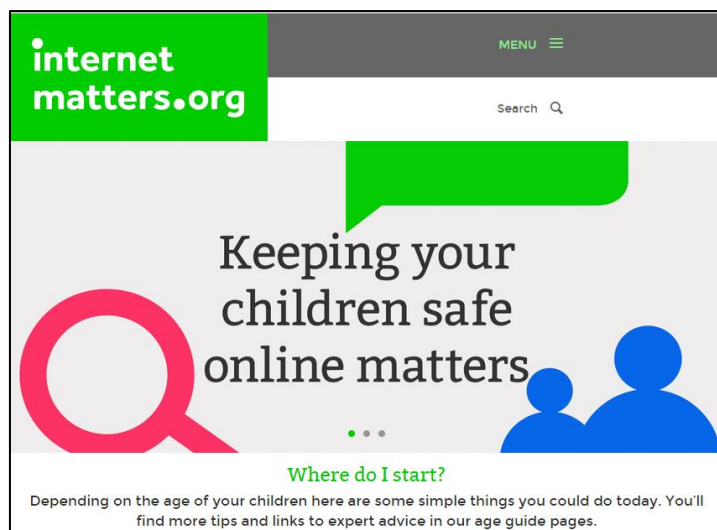 internet
matters.org
MENU
Search
Keeping your
children safe
online matters
Where do I start?
Depending on the age of your children here are some simple things you could do today. You'll
find more tips and links to expert advice in our age guide pages.